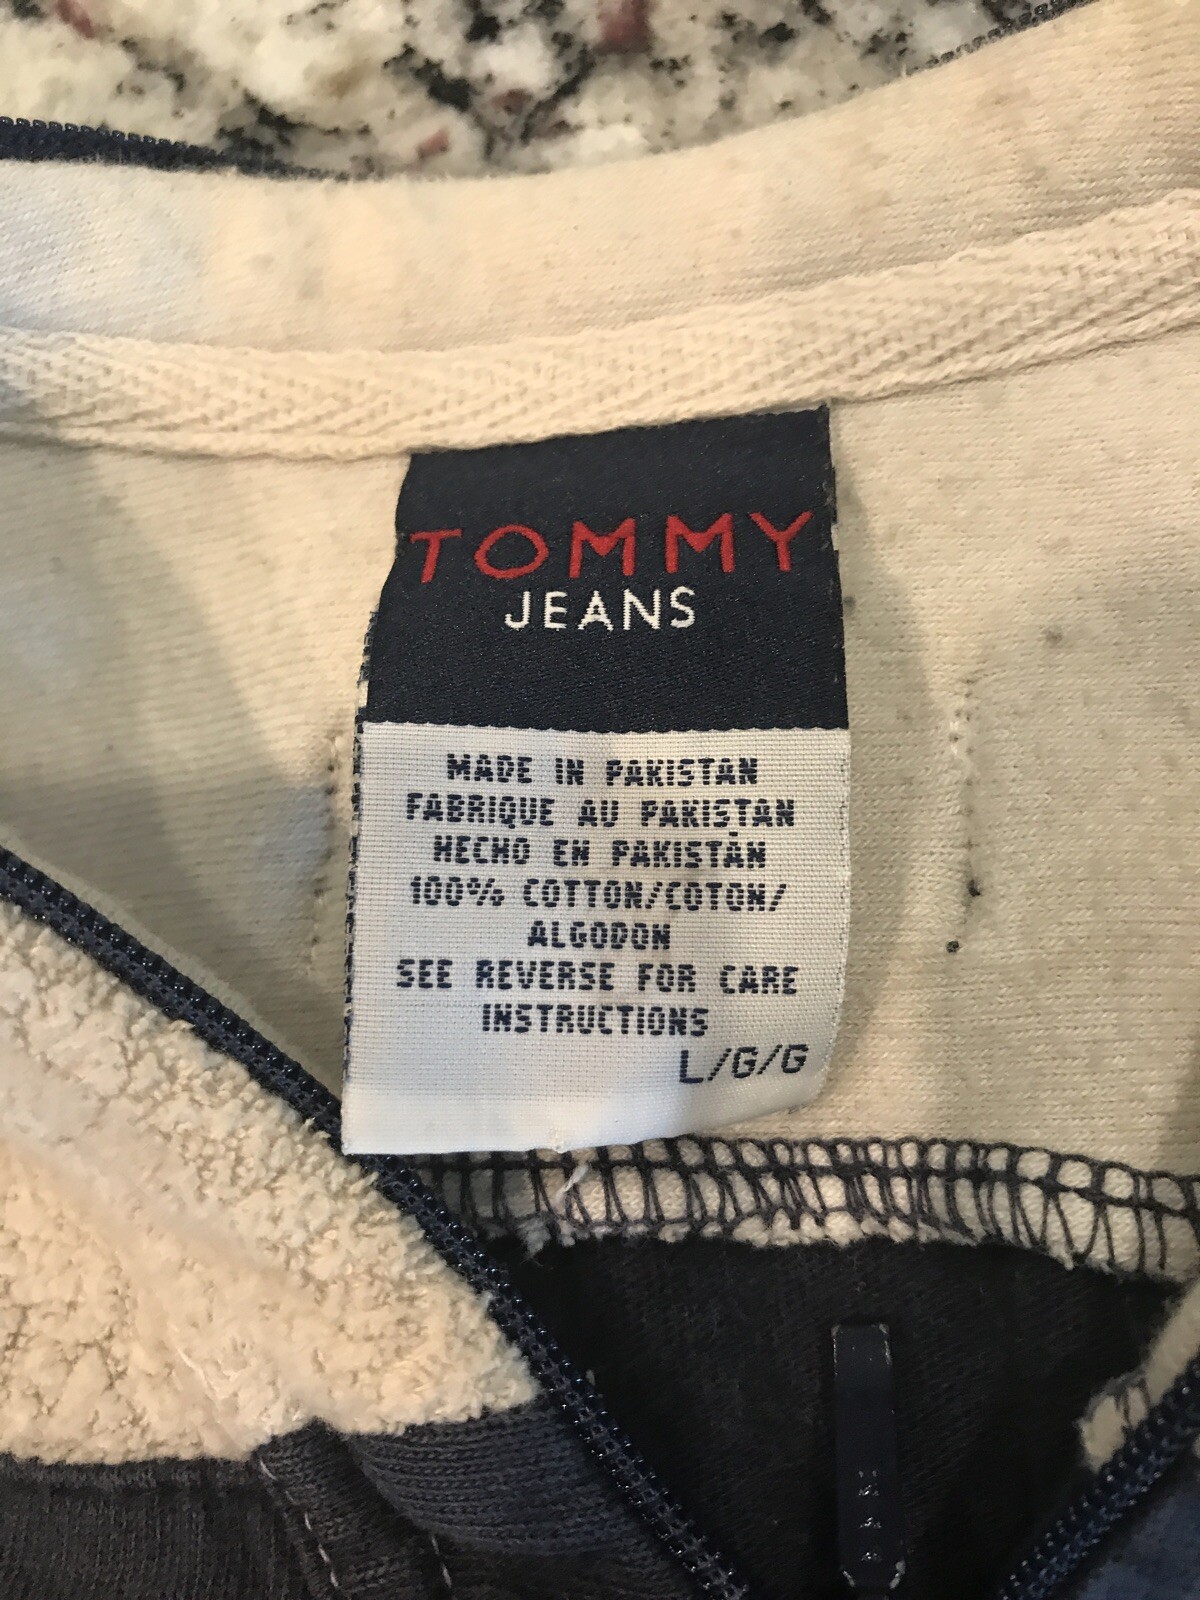 TOMMY
JEANS
MADE IN PAKISTAN
FABRIQUE AU PAKISTAN
HECHO EN PAKISTÁN
100% COTTON/COTON/
ALGODON
SEE REVERSE FOR CARE
INSTRUCTIONS
L/G/G